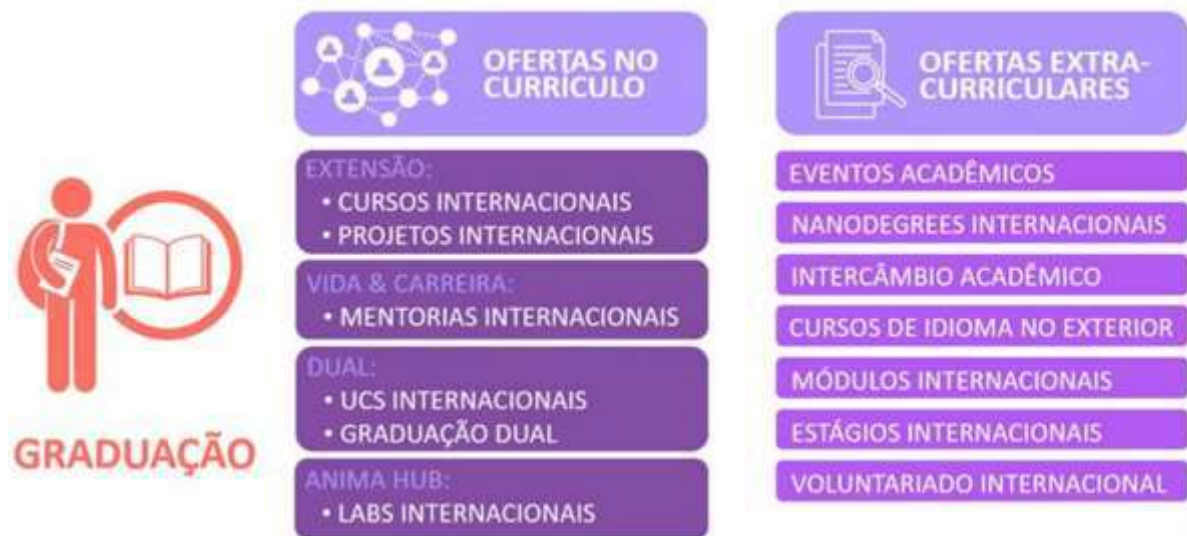 GRADUAÇÃO
OFERTAS NO
CURRÍCULO
EXTENSÃO:
• CURSOS INTERNACIONAIS
• PROJETOS INTERNACIONAIS
VIDA & CARREIRA:
• MENTORIAS INTERNACIONAIS
DUAL:
• UCS INTERNACIONAIS
• GRADUAÇÃO DUAL
ANIMA HUB:
• LABS INTERNACIONAIS
OFERTAS EXTRA-
CURRICULARES
EVENTOS ACADÊMICOS
NANODEGREES INTERNACIONAIS
INTERCÂMBIO ACADÊMICO
CURSOS DE IDIOMA NO EXTERIOR
MÓDULOS INTERNACIONAIS
ESTÁGIOS INTERNACIONAIS
VOLUNTARIADO INTERNACIONAL